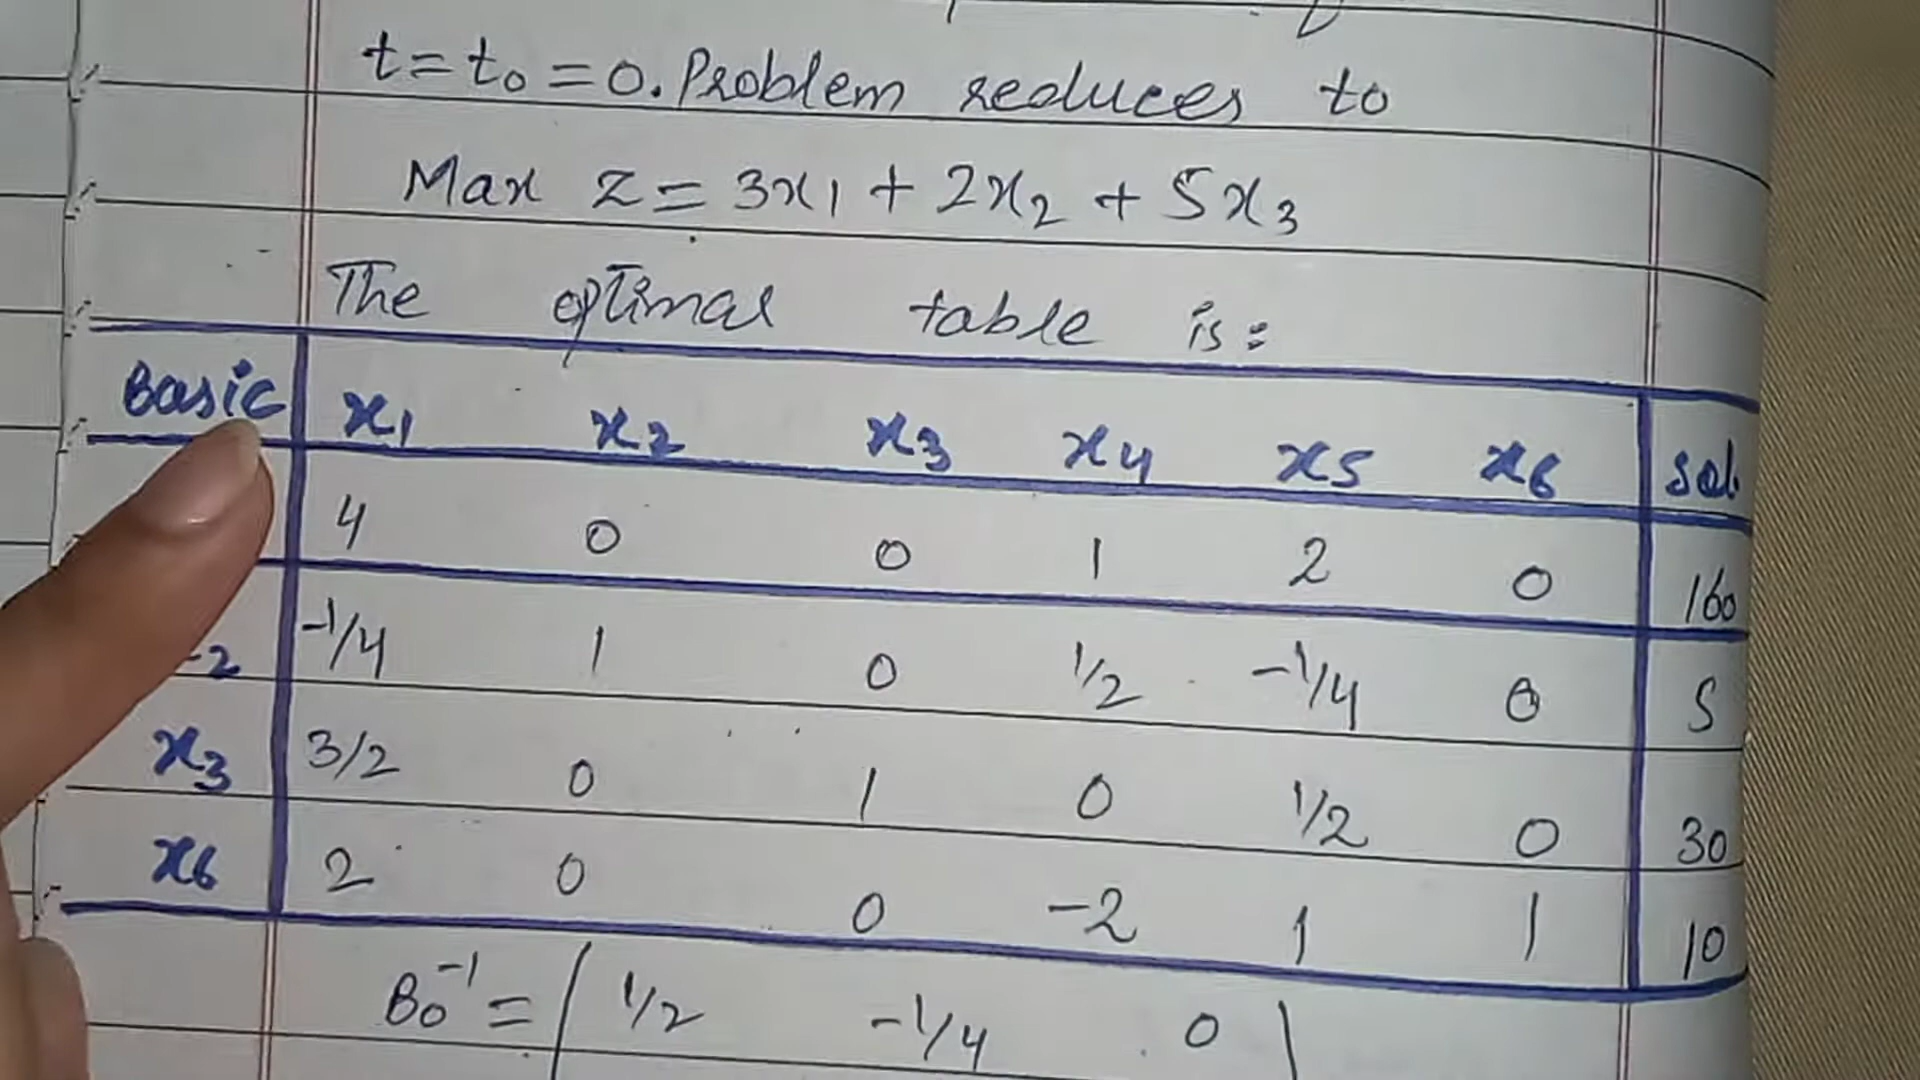 t=t₀=0. Problem reduces to
Max z=3x₁+2x₂+5x₃
The optimal table is:
Basic x₁ x₂ x₃ x₄ x₅ x₆ sol.
4 0 0 1 2 0 160
2 -1/4 1 0 1/2 -1/4 0 5
x₃ 3/2 0 1 0 1/2 0 30
x₆ 2 0 0 -2 1 1 10
B₀⁻¹= ( 1/2 -1/4 0 )